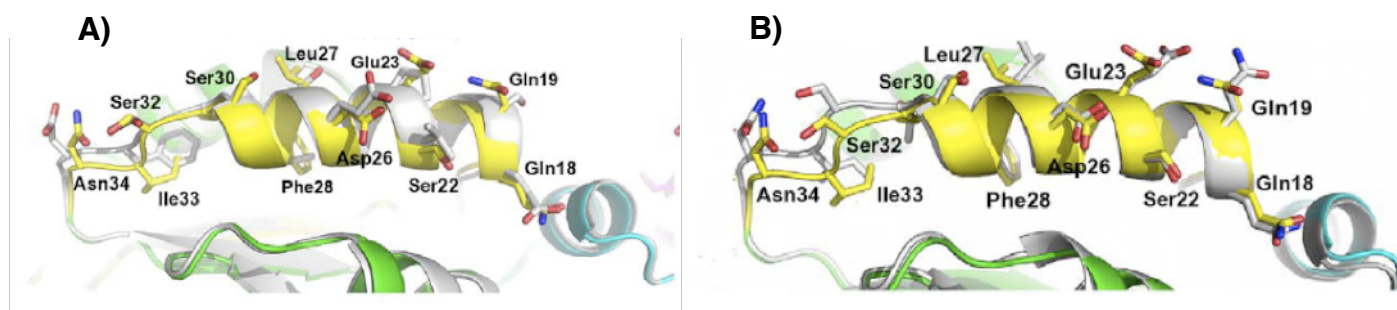 A)
Leu27
Glu23
Ser30
Gln19
Ser32
Asp26
Gln18
Asn34
Phe28
Ser22
Ile33
B)
Leu27
Glu23
Ser30
Gln19
Ser32
Asp26
Gln18
Asn34
Ile33
Phe28
Ser22